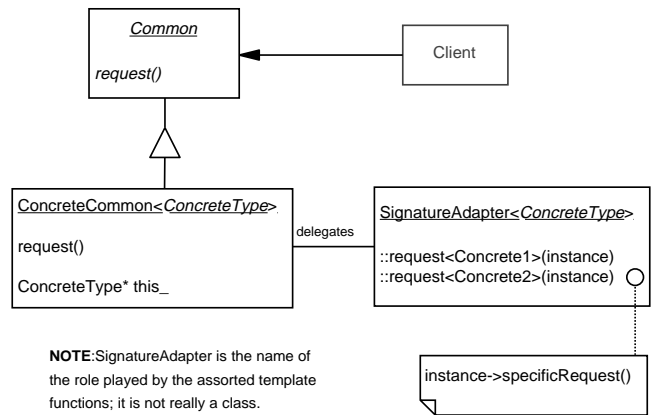 Common
request()
Client
ConcreteCommon<ConcreteType>
request()
ConcreteType* this_
delegates
SignatureAdapter<ConcreteType>
::request<Concrete1>(instance)
::request<Concrete2>(instance)
NOTE:SignatureAdapter is the name of
the role played by the assorted template
functions; it is not really a class.
instance->specificRequest()